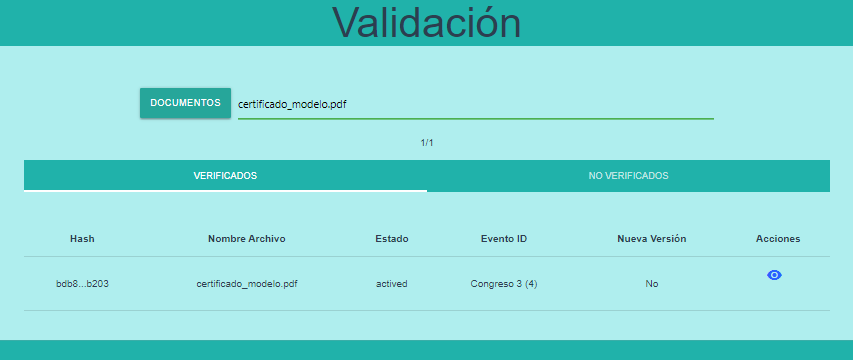 Validación
DOCUMENTOS certificado_modelo.pdf
1/1
VERIFICADOS NO VERIFICADOS
Hash Nombre Archivo Estado Evento ID Nueva Versión Acciones
bdb8...b203 certificado_modelo.pdf actived Congreso 3 (4) No